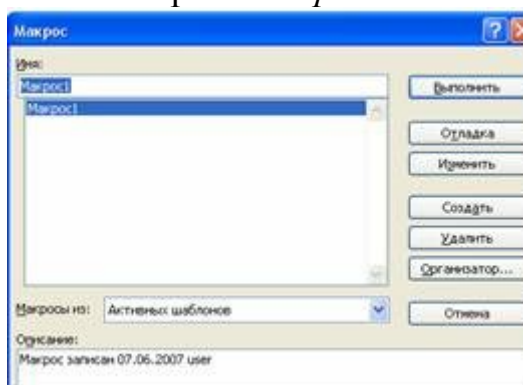 Макрос
Имя:
Макрос1
Макрос1
Выполнить
Отладка
Изменить
Создать
Удалить
Организатор...
Макросы из: Активных шаблонов
Отмена
Описание:
Макрос записан 07.06.2007 user